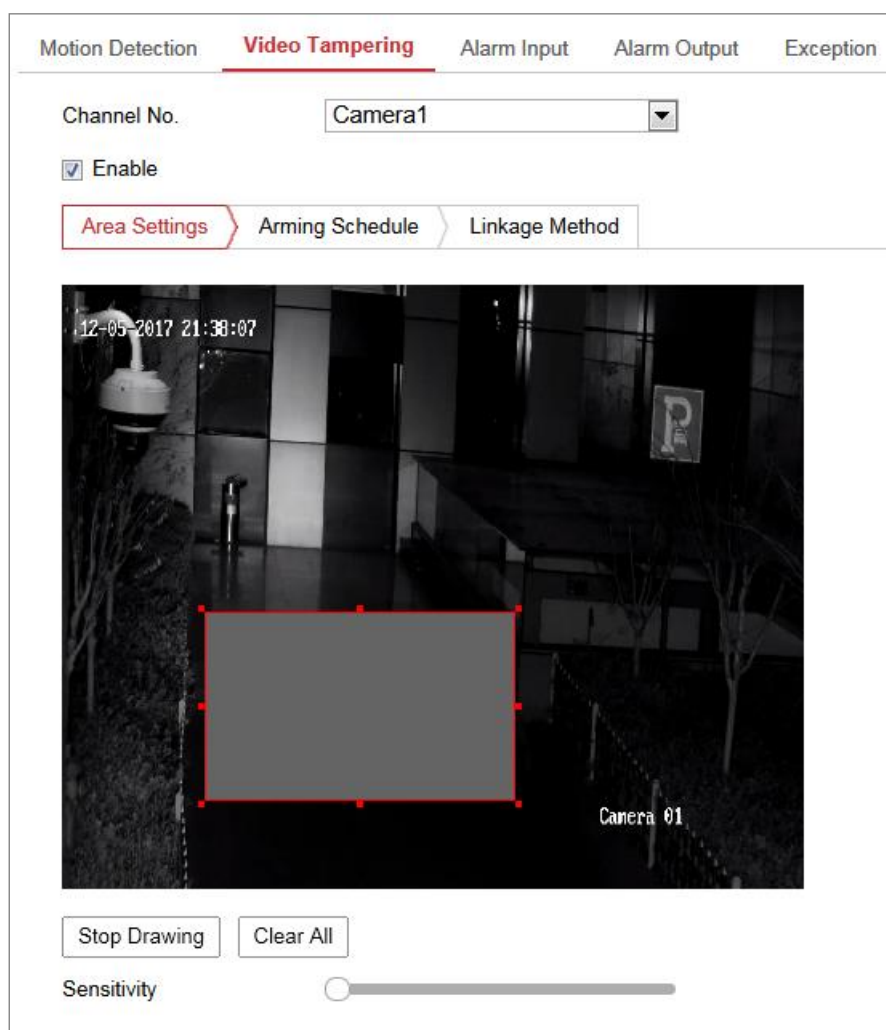 Motion Detection Video Tampering Alarm Input Alarm Output Exception
Channel No. Camera1
Enable
Area Settings Arming Schedule Linkage Method
12-05-2017 21:38:07
P
Camera 01
Stop Drawing Clear All
Sensitivity